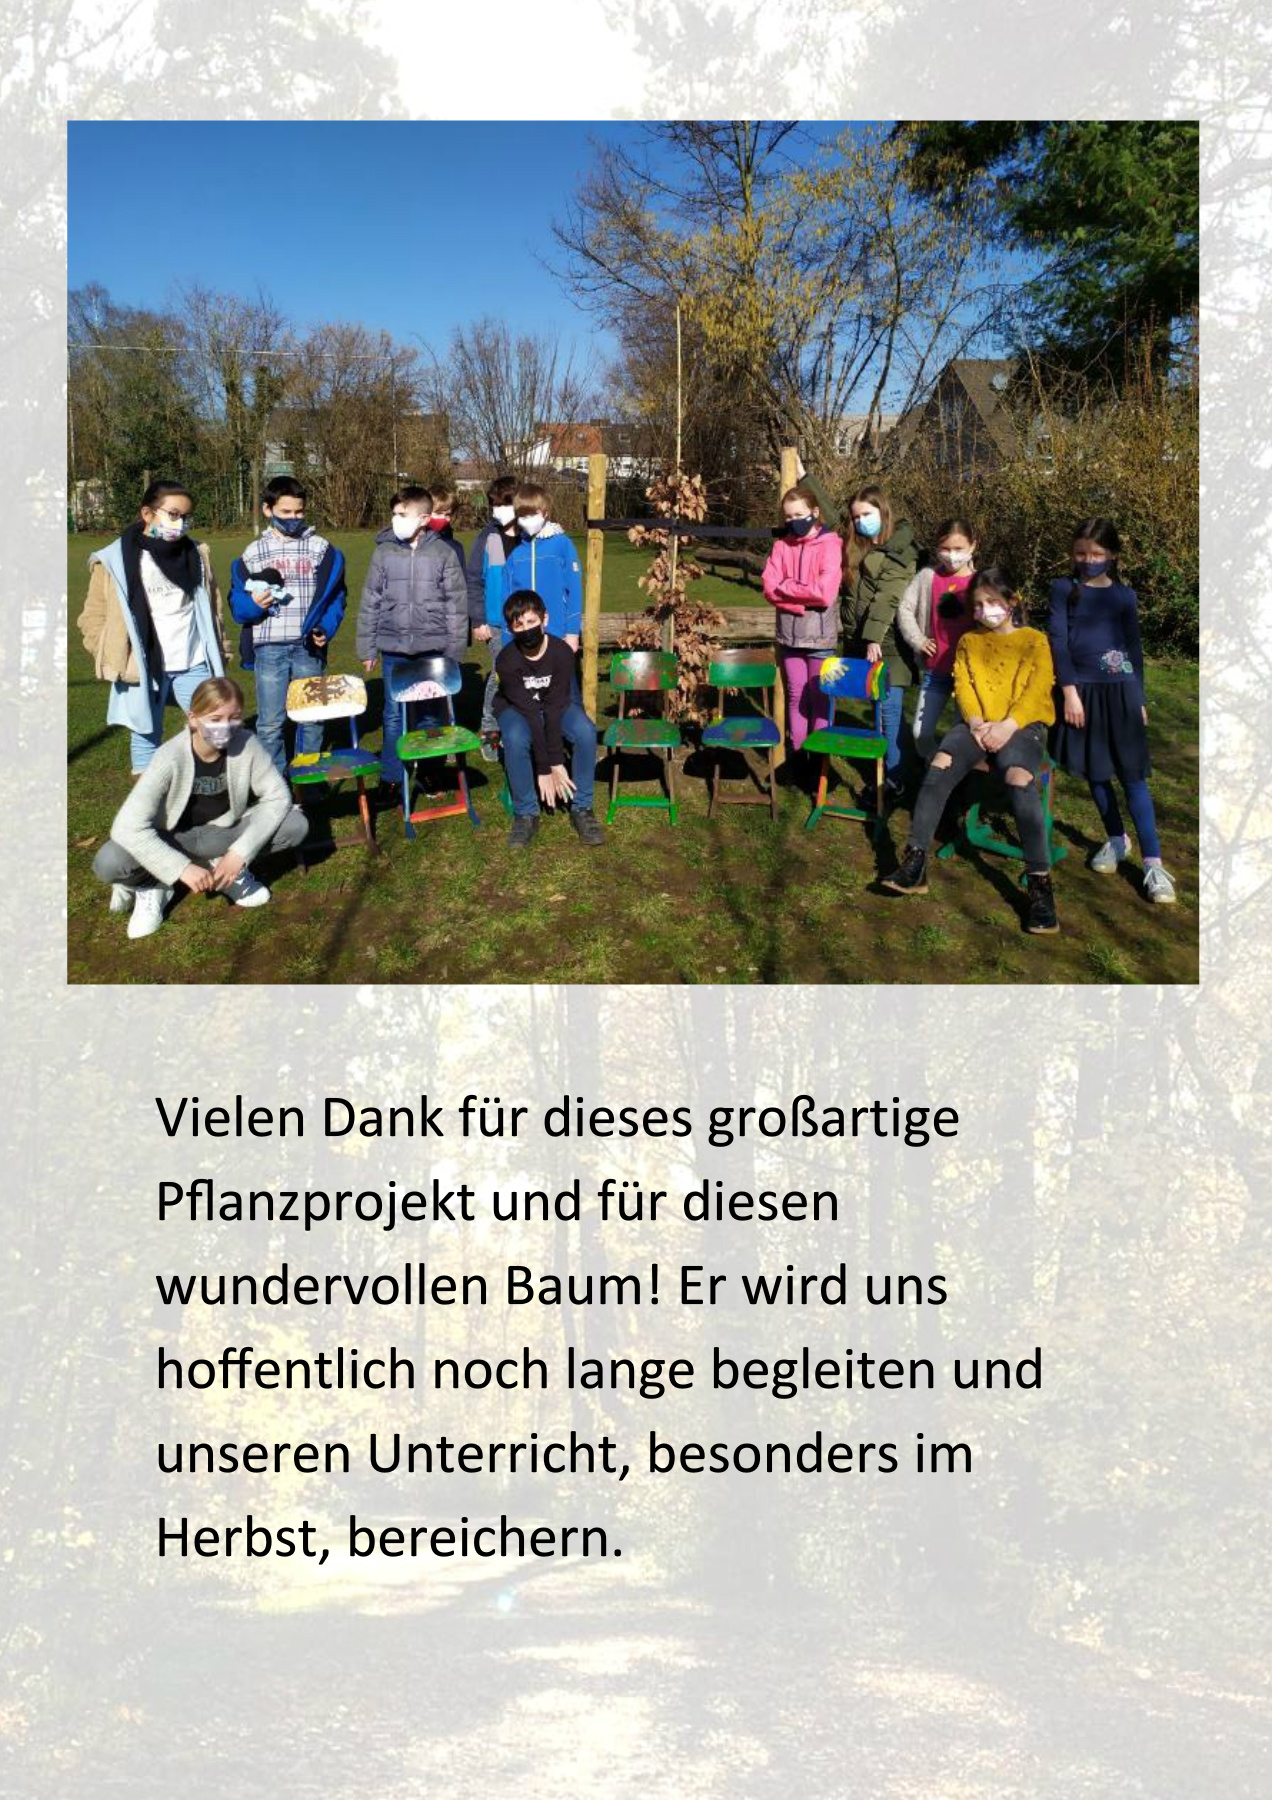 Vielen Dank für dieses großartige
Pflanzprojekt und für diesen
wundervollen Baum! Er wird uns
hoffentlich noch lange begleiten und
unseren Unterricht, besonders im
Herbst, bereichern.